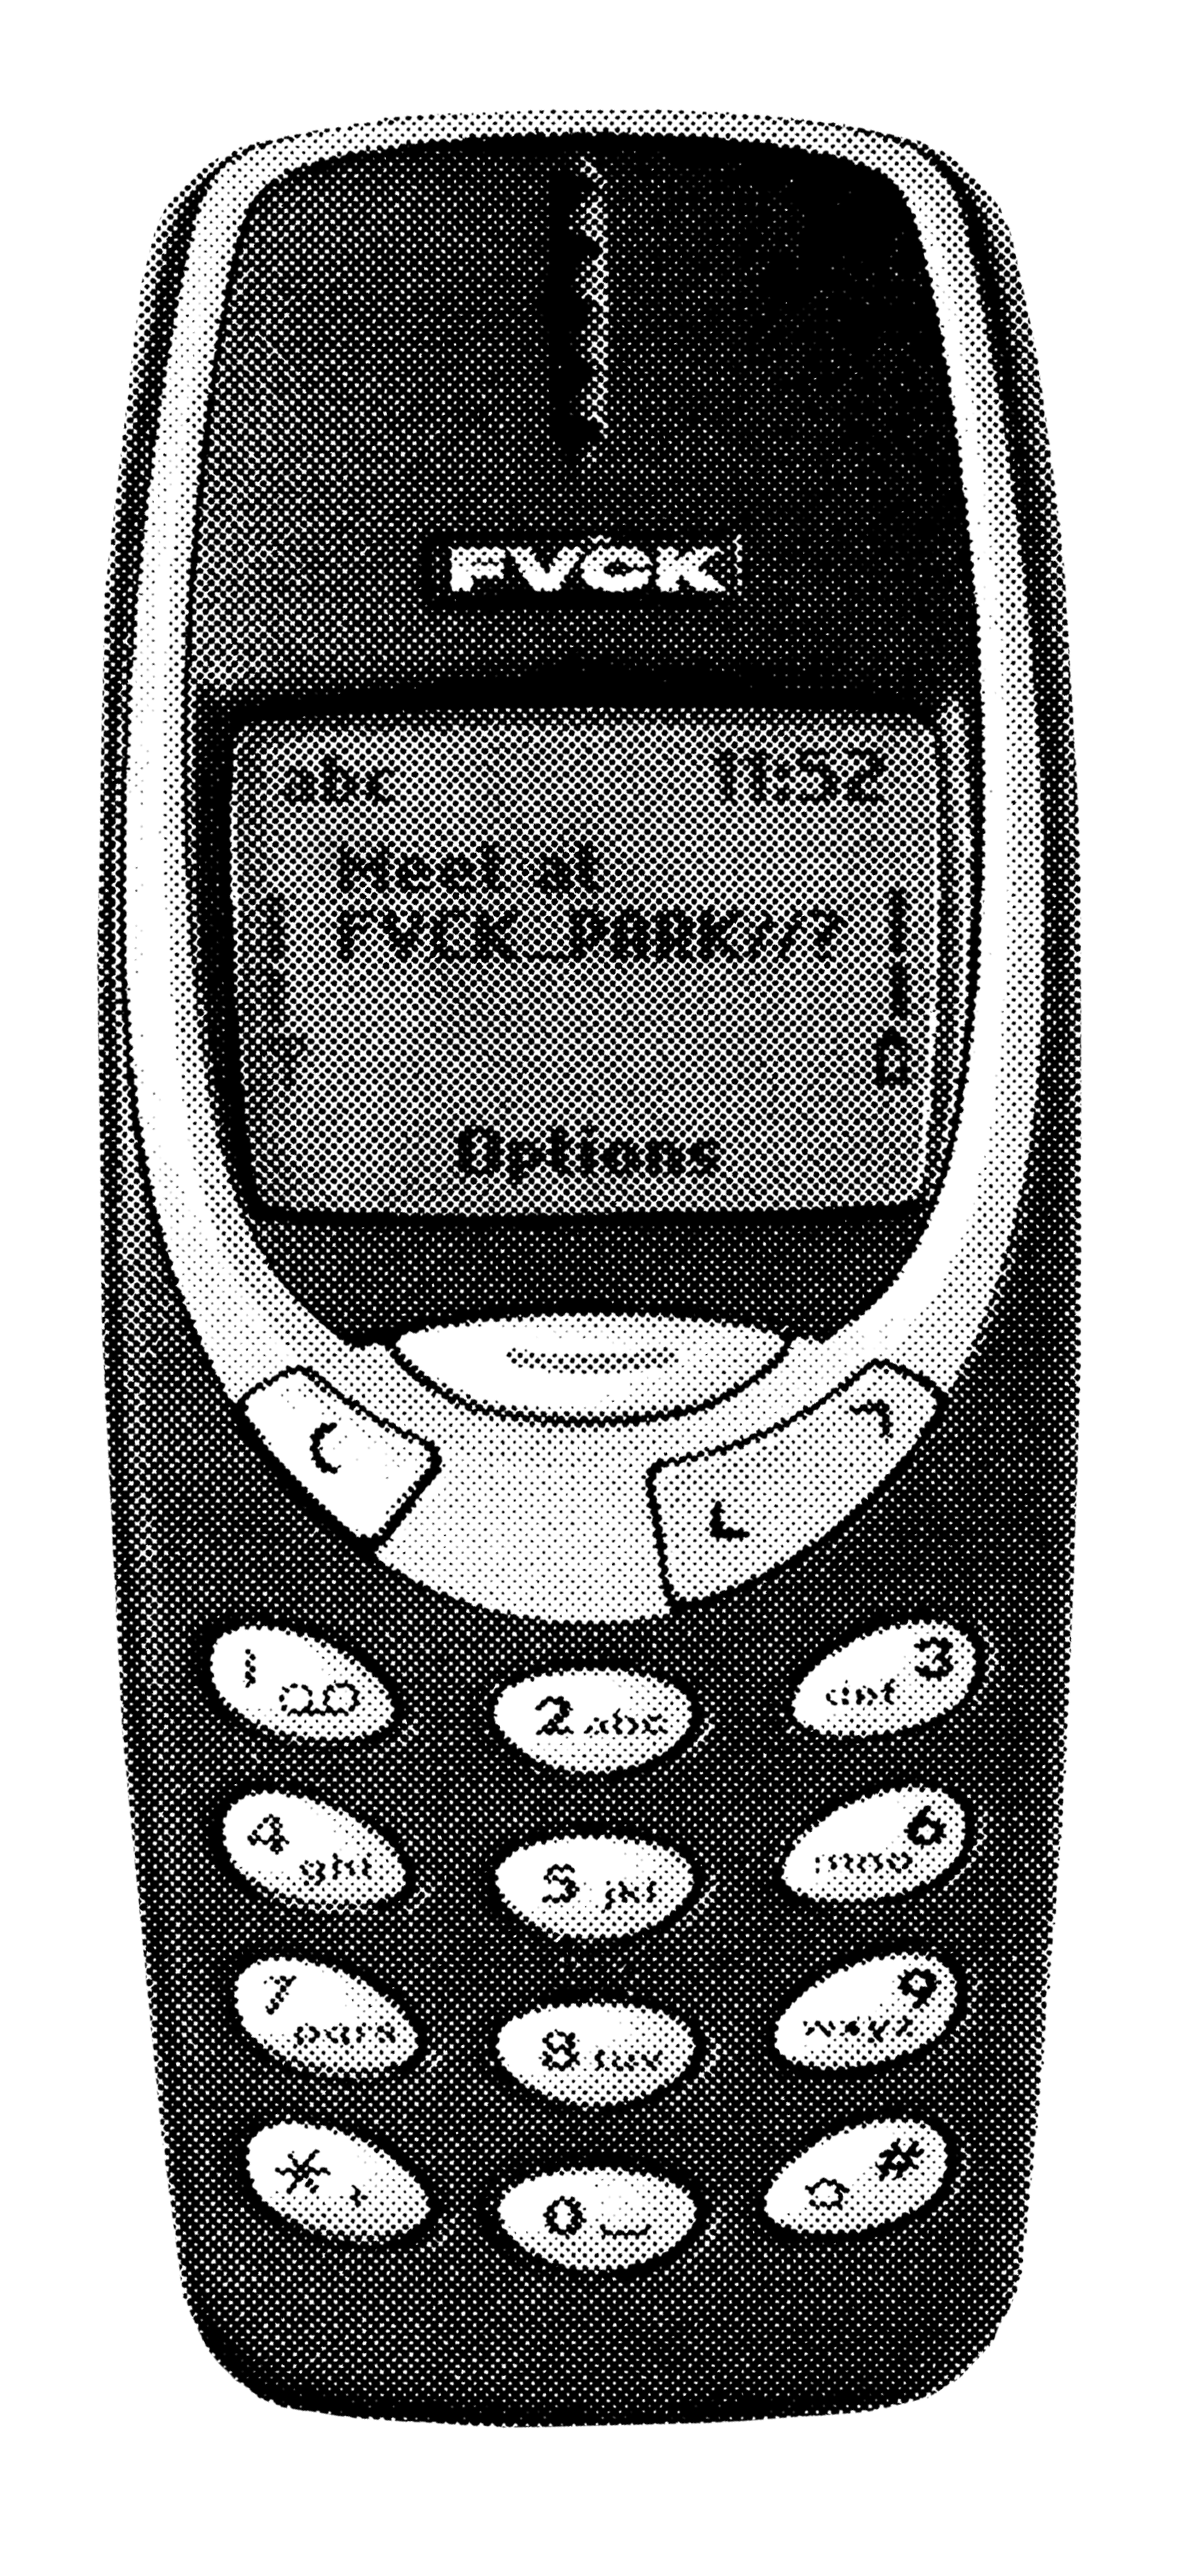 FVCK
abc 11:52
Meet at
FVCK_PARK://?
Options
C
1
2 abc
3 def
4 ghi
5 jkl
6 mno
7 pqrs
8 tuv
9 wxyz
*
0
#